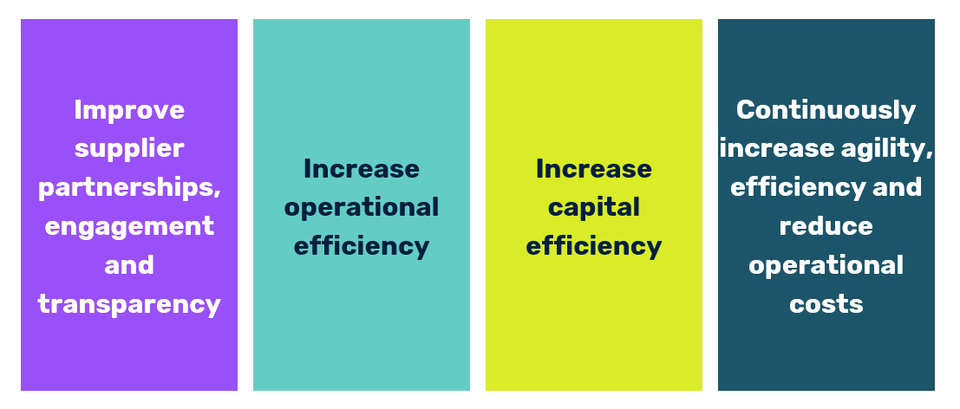 Improve
supplier
partnerships,
engagement
and
transparency
Increase
operational
efficiency
Increase
capital
efficiency
Continuously
increase agility,
efficiency and
reduce
operational
costs